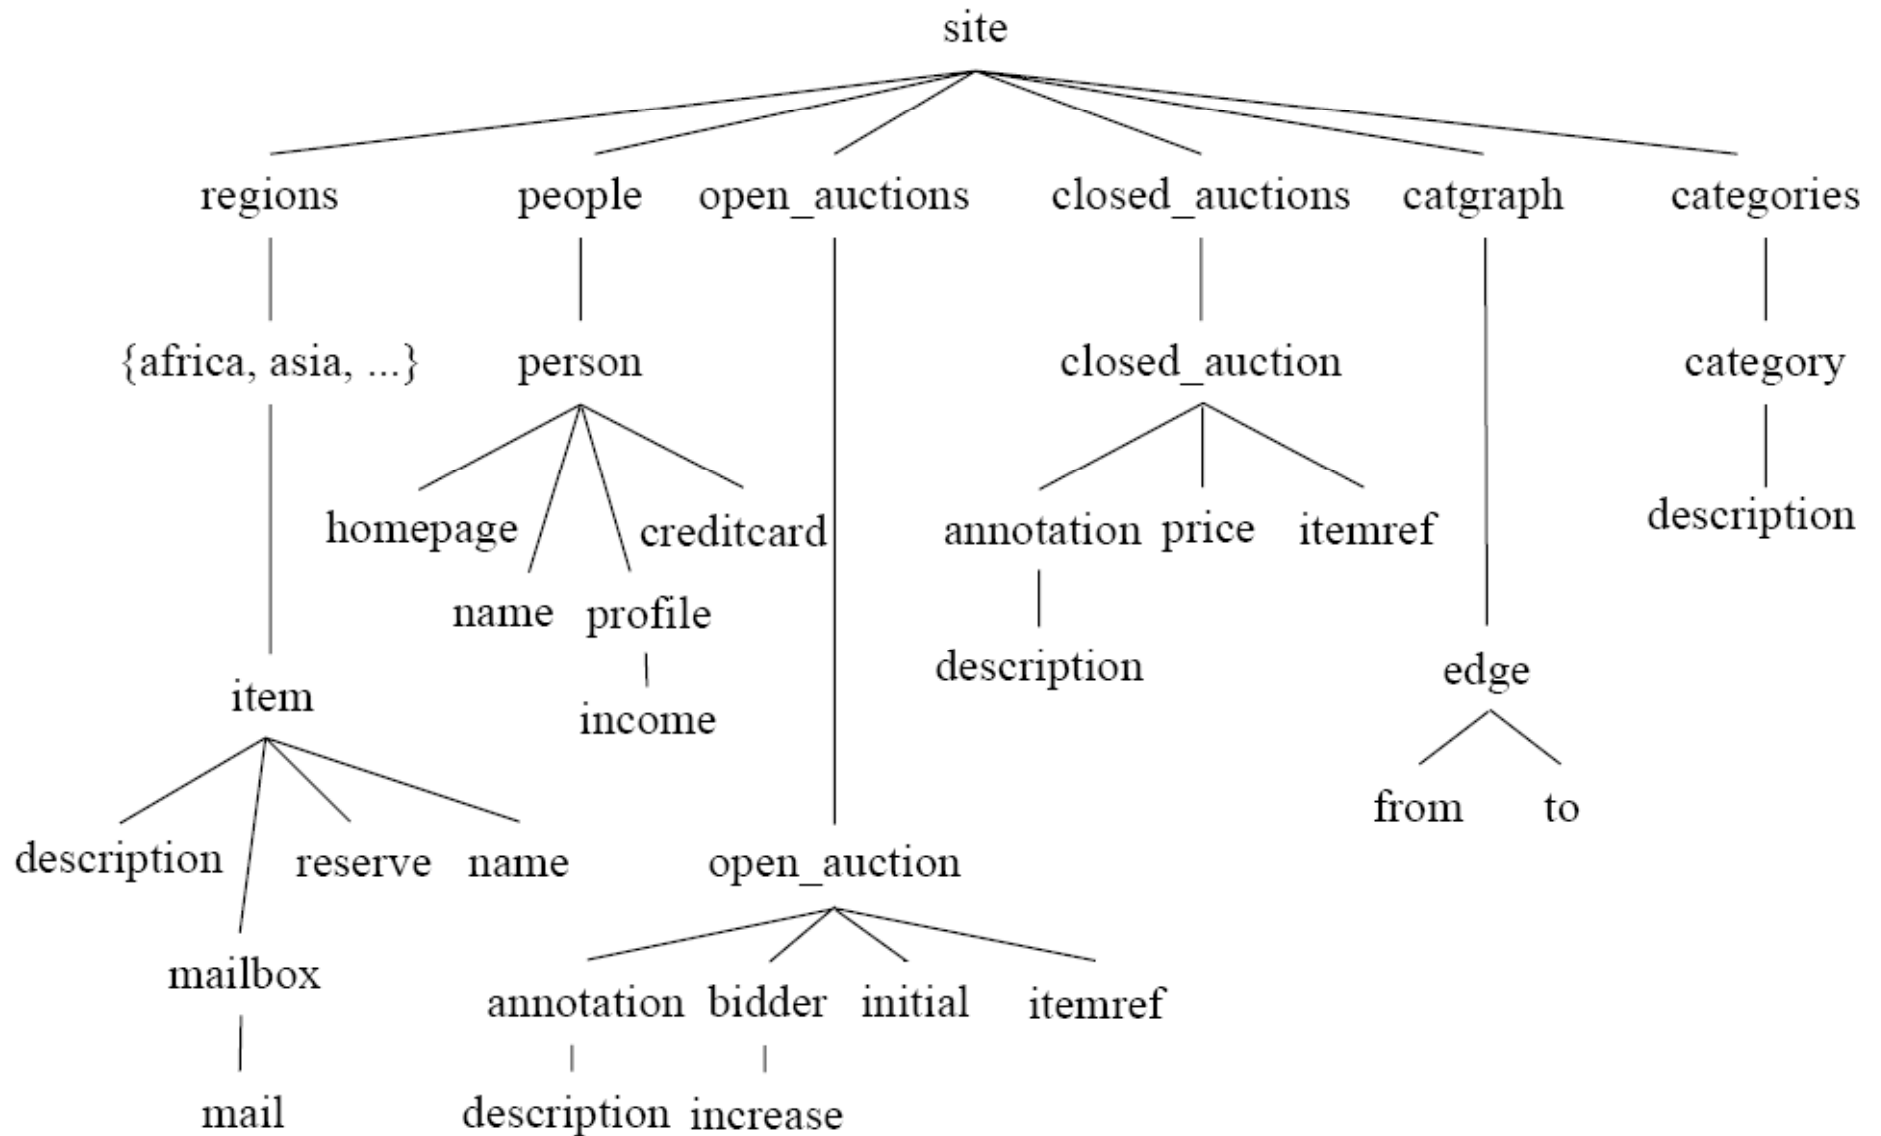 site
regions people open_auctions closed_auctions catgraph categories
{africa, asia, ...} person closed_auction category
homepage creditcard annotation price itemref description
name profile
description edge
item income
from to
description reserve name open_auction
mailbox
annotation bidder initial itemref
mail description increase